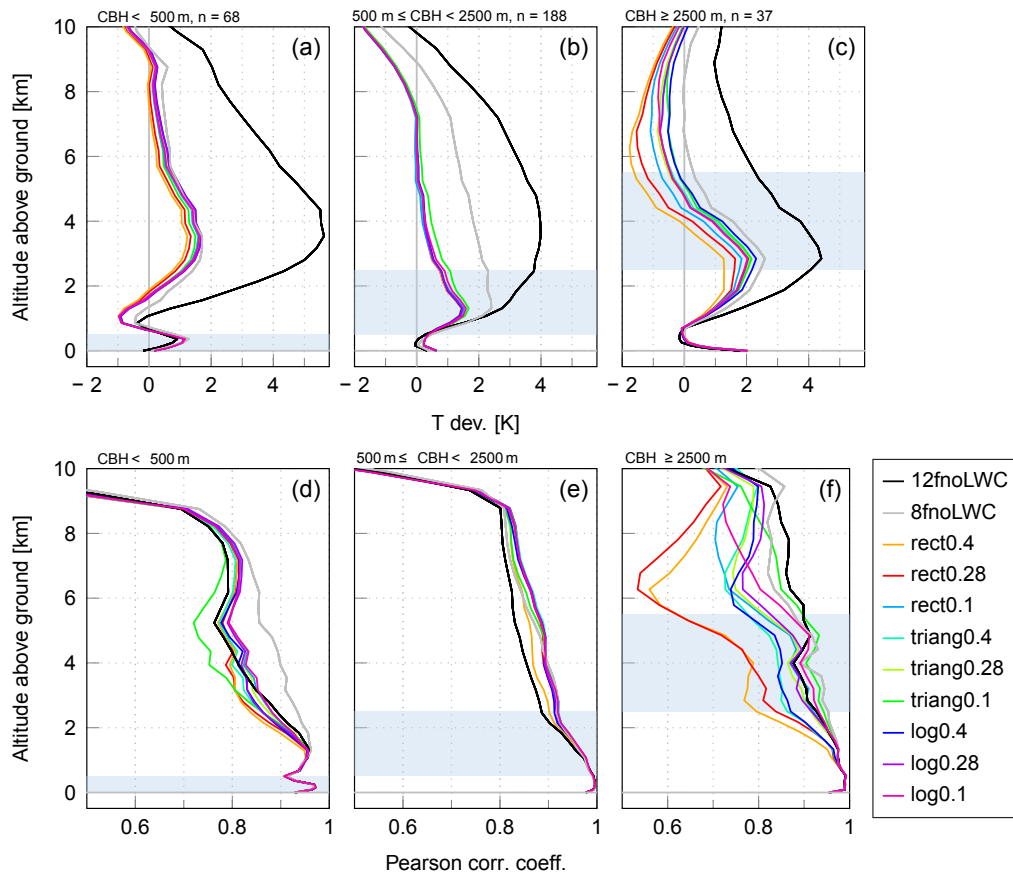 CBH < 500 m, n = 68
500 m ≤ CBH < 2500 m, n = 188
CBH ≥ 2500 m, n = 37
(a)
(b)
(c)
Altitude above ground [km]
10
8
6
4
2
0
− 2 0 2 4
− 2 0 2 4
− 2 0 2 4
T dev. [K]
CBH < 500 m
500 m ≤ CBH < 2500 m
CBH ≥ 2500 m
(d)
(e)
(f)
Altitude above ground [km]
10
8
6
4
2
0
0.6 0.8 1
0.6 0.8 1
0.6 0.8 1
Pearson corr. coeff.
12fnoLWC
8fnoLWC
rect0.4
rect0.28
rect0.1
triang0.4
triang0.28
triang0.1
log0.4
log0.28
log0.1